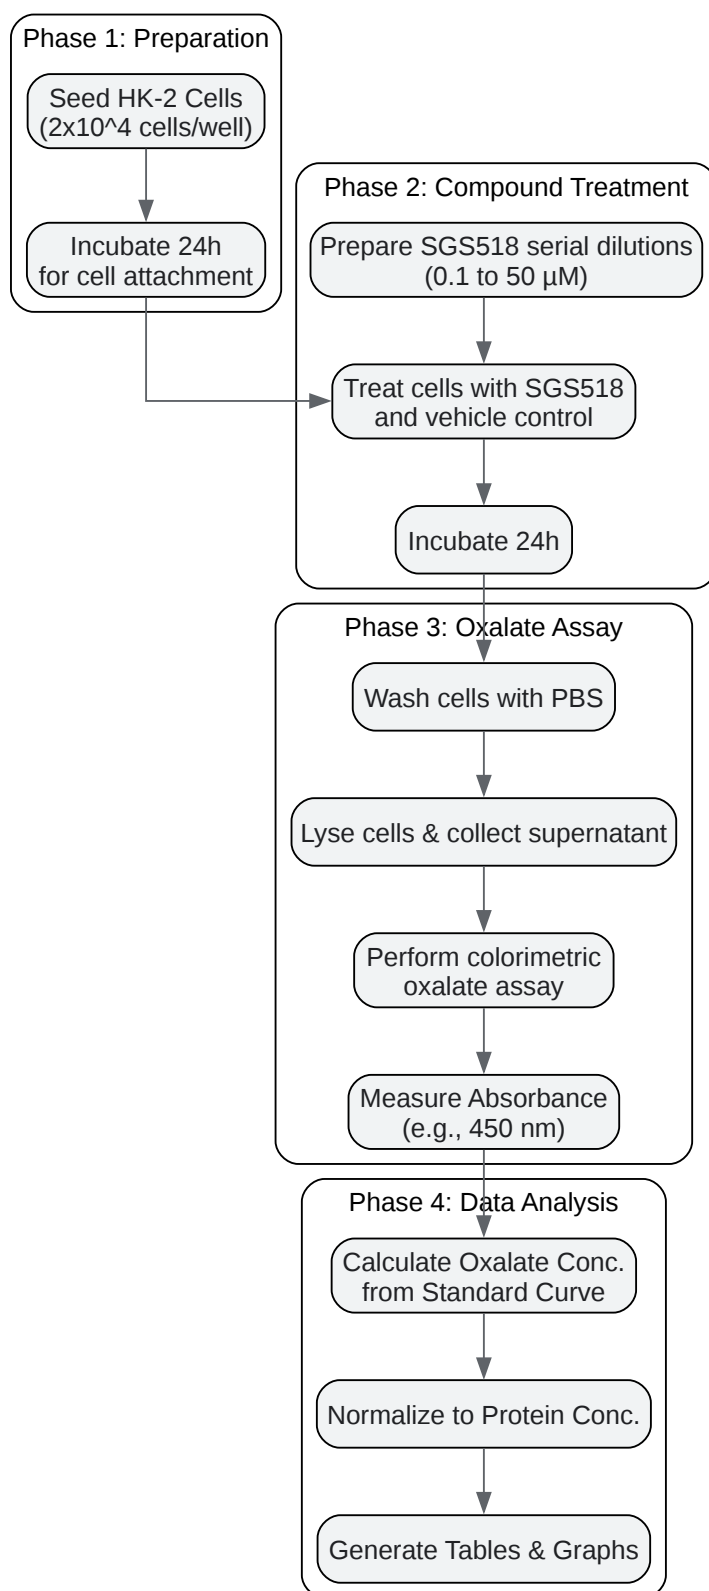 Phase 1: Preparation
Seed HK-2 Cells
(2x10^4 cells/well)
Incubate 24h
for cell attachment
Phase 2: Compound Treatment
Prepare SGS518 serial dilutions
(0.1 to 50 µM)
Treat cells with SGS518
and vehicle control
Incubate 24h
Phase 3: Oxalate Assay
Wash cells with PBS
Lyse cells & collect supernatant
Perform colorimetric
oxalate assay
Measure Absorbance
(e.g., 450 nm)
Phase 4: Data Analysis
Calculate Oxalate Conc.
from Standard Curve
Normalize to Protein Conc.
Generate Tables & Graphs